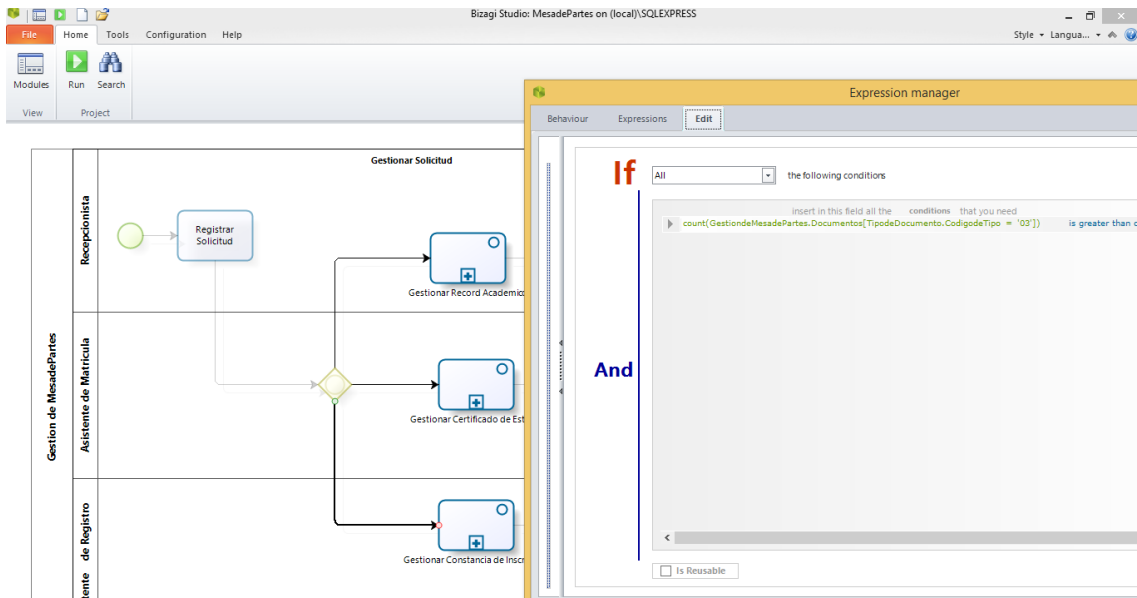 Bizagi Studio: MesadePartes on (local)\SQLEXPRESS
File Home Tools Configuration Help
Style Langua...
Modules Run Search
View Project
Expression manager
Behaviour Expressions Edit
If All the following conditions
insert in this field all the conditions that you need
count(GestiondeMesadePartes.Documentos[TipodeDocumento.CodigodeTipo = '03']) is greater than
And
Is Reusable
Gestionar Solicitud
Gestion de MesadePartes
Recepcionista
Registrar
Solicitud
Gestionar Record Academic
Asistente de Matricula
Gestionar Certificado de Est
de Registro
Gestionar Constancia de Inscr